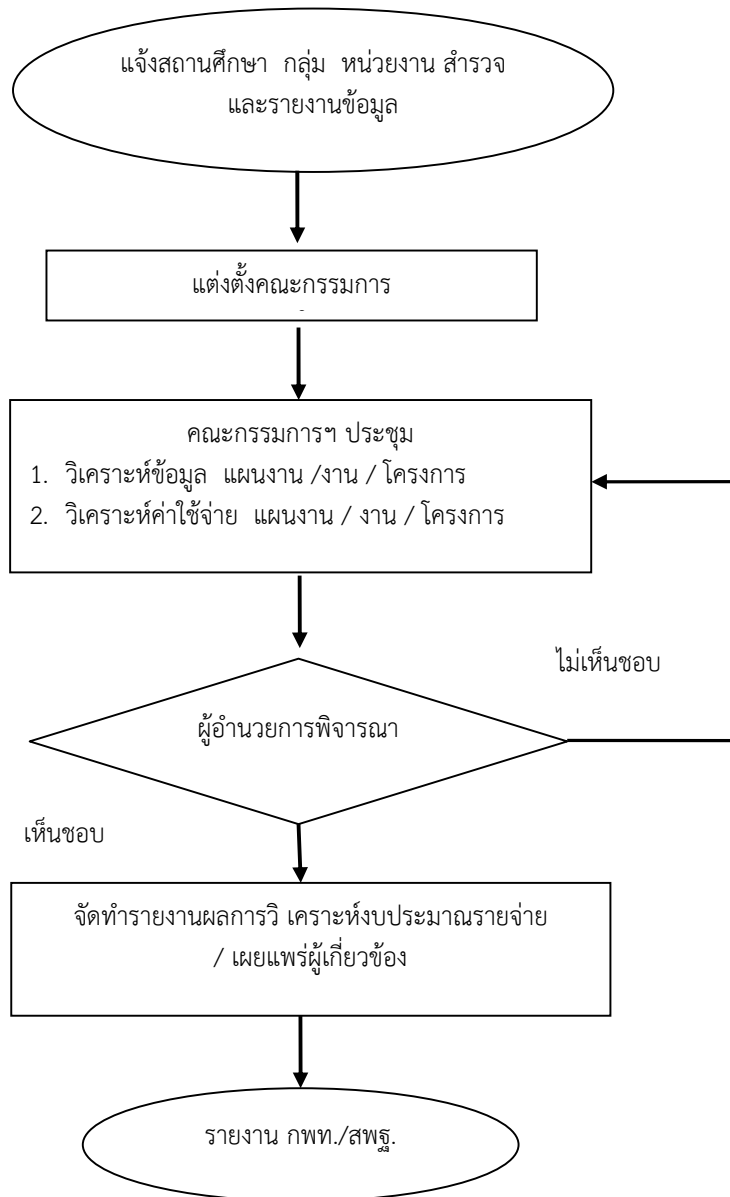 แจ้งสถานศึกษา กลุ่ม หน่วยงาน สำรวจ
และรายงานข้อมูล
แต่งตั้งคณะกรรมการ
คณะกรรมการฯ ประชุม
1. วิเคราะห์ข้อมูล แผนงาน /งาน / โครงการ
2. วิเคราะห์ค่าใช้จ่าย แผนงาน / งาน / โครงการ
ไม่เห็นชอบ
ผู้อำนวยการพิจารณา
เห็นชอบ
จัดทำรายงานผลการวิ เคราะห์งบประมาณรายจ่าย
/ เผยแพร่ผู้เกี่ยวข้อง
รายงาน กพท./สพฐ.